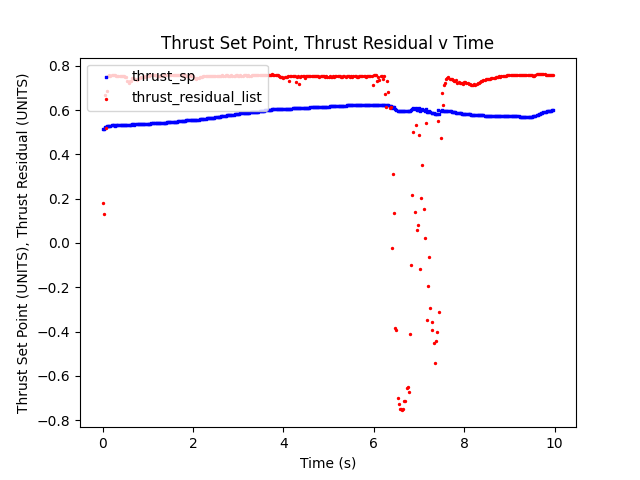 Thrust Set Point, Thrust Residual v Time
thrust_sp
thrust_residual_list
Thrust Set Point (UNITS), Thrust Residual (UNITS)
0.8
0.6
0.4
0.2
0.0
−0.2
−0.4
−0.6
−0.8
0 2 4 6 8 10
Time (s)